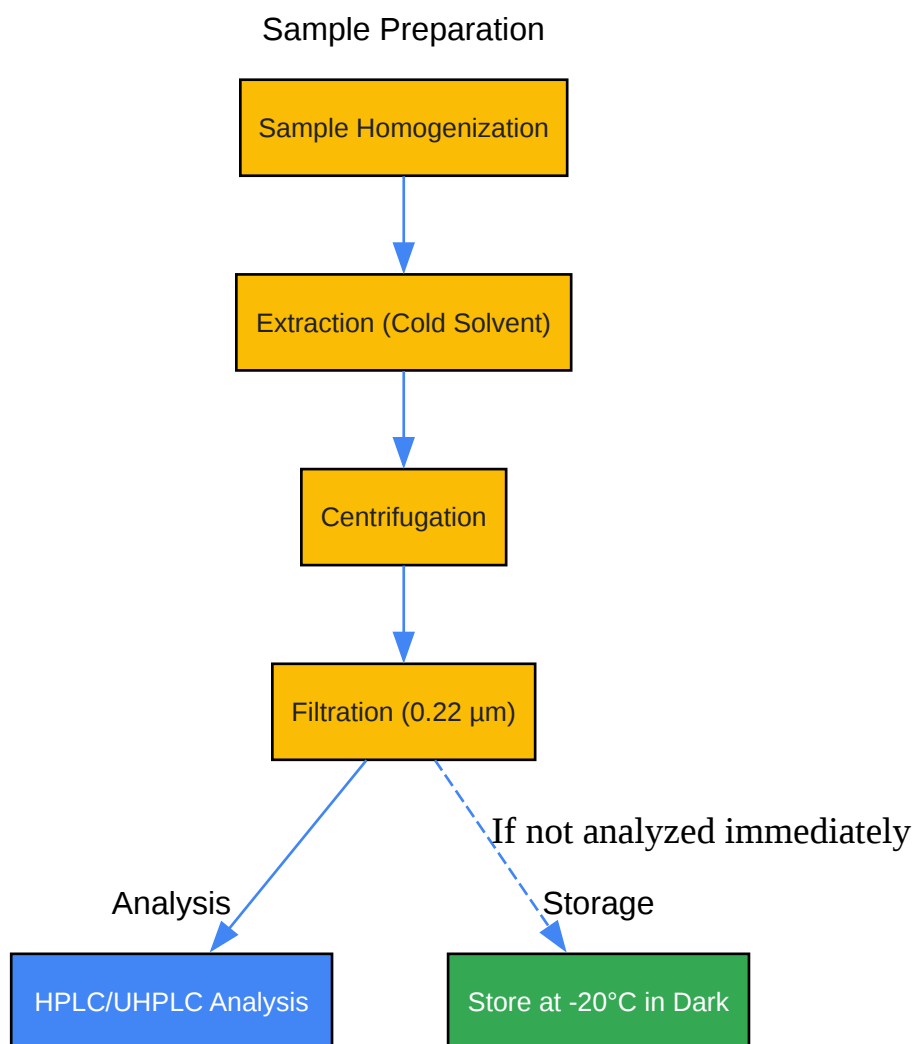 Sample Preparation
Sample Homogenization
Extraction (Cold Solvent)
Centrifugation
Filtration (0.22 µm)
If not analyzed immediately
Analysis
Storage
HPLC/UHPLC Analysis
Store at -20°C in Dark